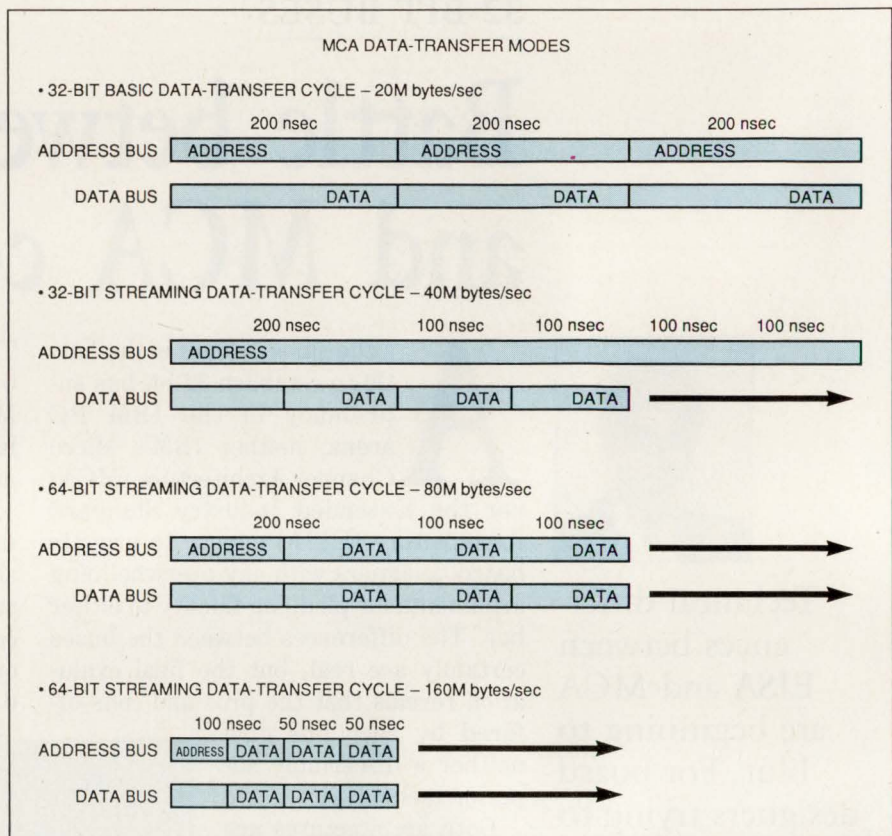 MCA DATA-TRANSFER MODES
• 32-BIT BASIC DATA-TRANSFER CYCLE – 20M bytes/sec
200 nsec 200 nsec 200 nsec
ADDRESS BUS ADDRESS ADDRESS ADDRESS
DATA BUS DATA DATA DATA
• 32-BIT STREAMING DATA-TRANSFER CYCLE – 40M bytes/sec
200 nsec 100 nsec 100 nsec 100 nsec 100 nsec
ADDRESS BUS ADDRESS
DATA BUS DATA DATA DATA
• 64-BIT STREAMING DATA-TRANSFER CYCLE – 80M bytes/sec
200 nsec 100 nsec 100 nsec
ADDRESS BUS ADDRESS DATA DATA DATA
DATA BUS DATA DATA DATA
• 64-BIT STREAMING DATA-TRANSFER CYCLE – 160M bytes/sec
100 nsec 50 nsec 50 nsec
ADDRESS BUS ADDRESS DATA DATA DATA
DATA BUS DATA DATA DATA